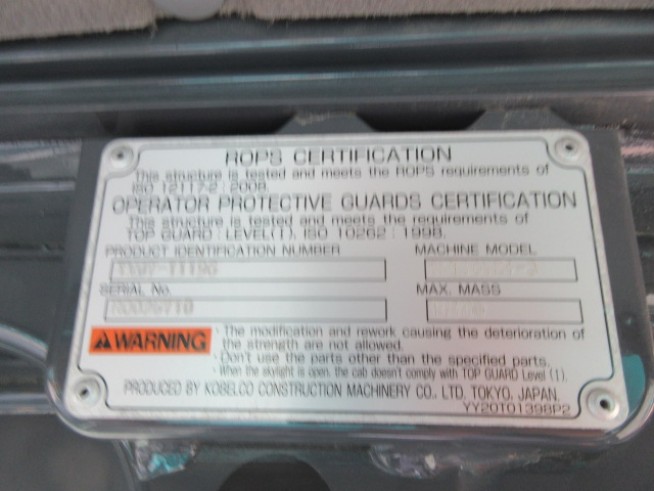 ROPS CERTIFICATION
This structure is tested and meets the ROPS requirements of
ISO 12117-2 : 2008.
OPERATOR PROTECTIVE GUARDS CERTIFICATION
This structure is tested and meets the requirements of
TOP GUARD : LEVEL(I), ISO 10262 : 1998.
PRODUCT IDENTIFICATION NUMBER
MACHINE MODEL
SERIAL No.
MAX. MASS
WARNING
· The modification and rework causing the deterioration of
the strength are not allowed.
· Don't use the parts other than the specified parts.
· When the skylight is open, the cab doesn't comply with TOP GUARD Level (I).
PRODUCED BY KOBELCO CONSTRUCTION MACHINERY CO., LTD. TOKYO, JAPAN.
YY20T01398P2